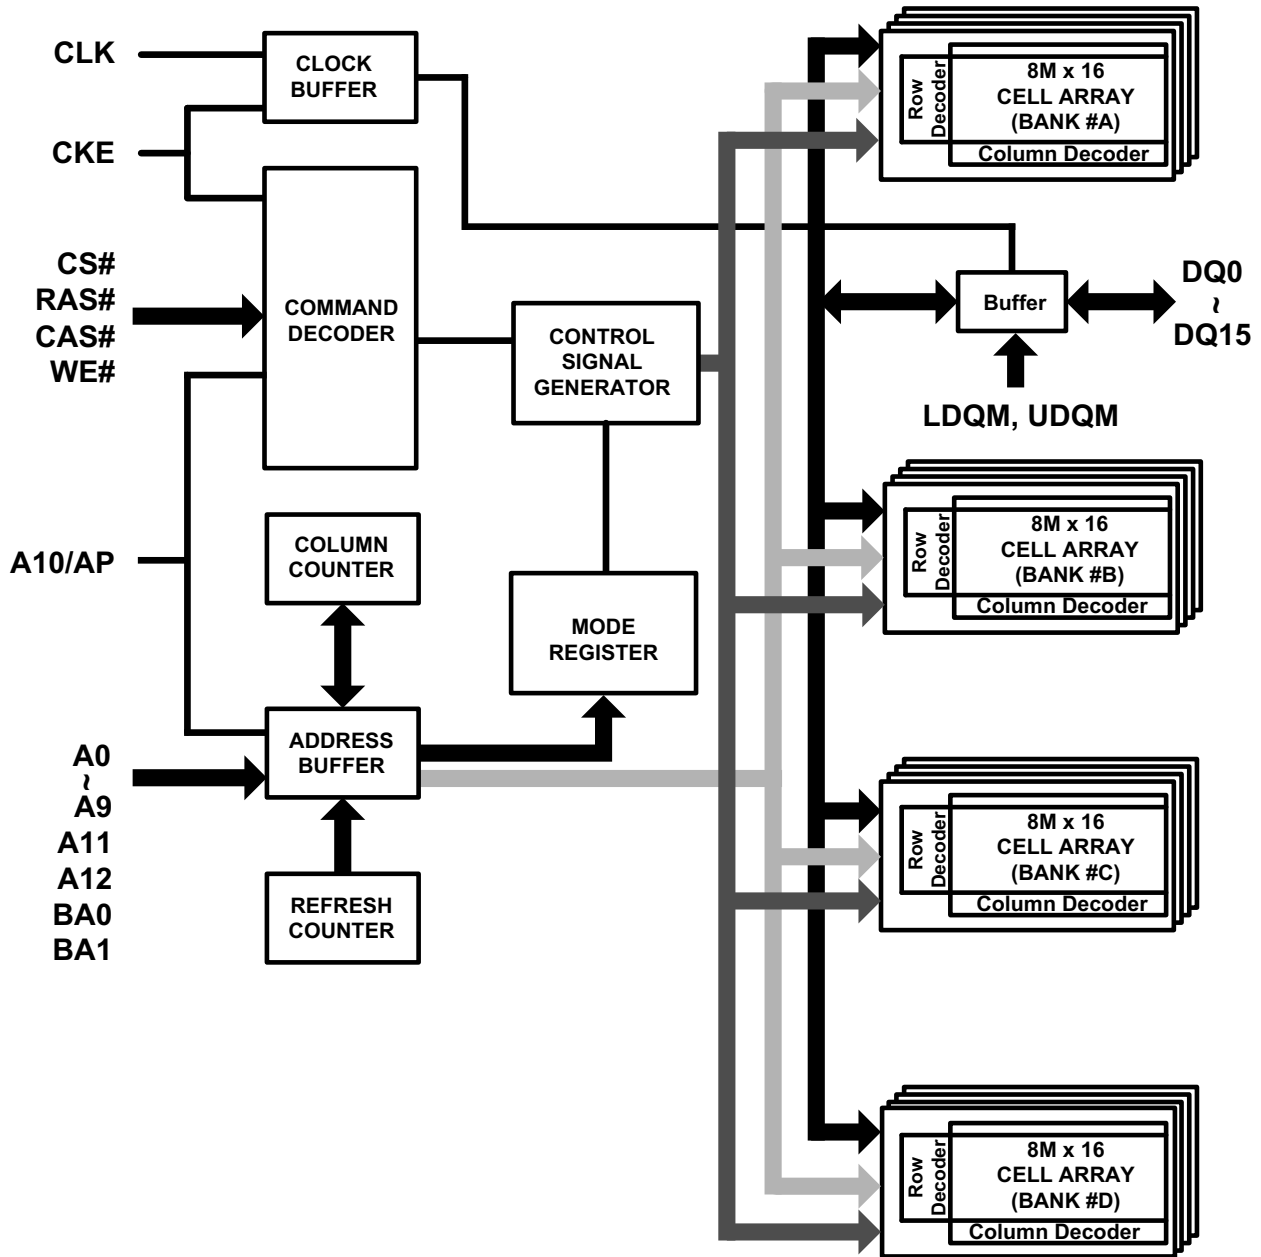 CLK
CKE
CS#
RAS#
CAS#
WE#
A10/AP
A0
~
A9
A11
A12
BA0
BA1
CLOCK
BUFFER
COMMAND
DECODER
COLUMN
COUNTER
ADDRESS
BUFFER
REFRESH
COUNTER
CONTROL
SIGNAL
GENERATOR
MODE
REGISTER
Row
Decoder
8M x 16
CELL ARRAY
(BANK #A)
Column Decoder
Buffer
DQ0
~
DQ15
LDQM, UDQM
Row
Decoder
8M x 16
CELL ARRAY
(BANK #B)
Column Decoder
Row
Decoder
8M x 16
CELL ARRAY
(BANK #C)
Column Decoder
Row
Decoder
8M x 16
CELL ARRAY
(BANK #D)
Column Decoder